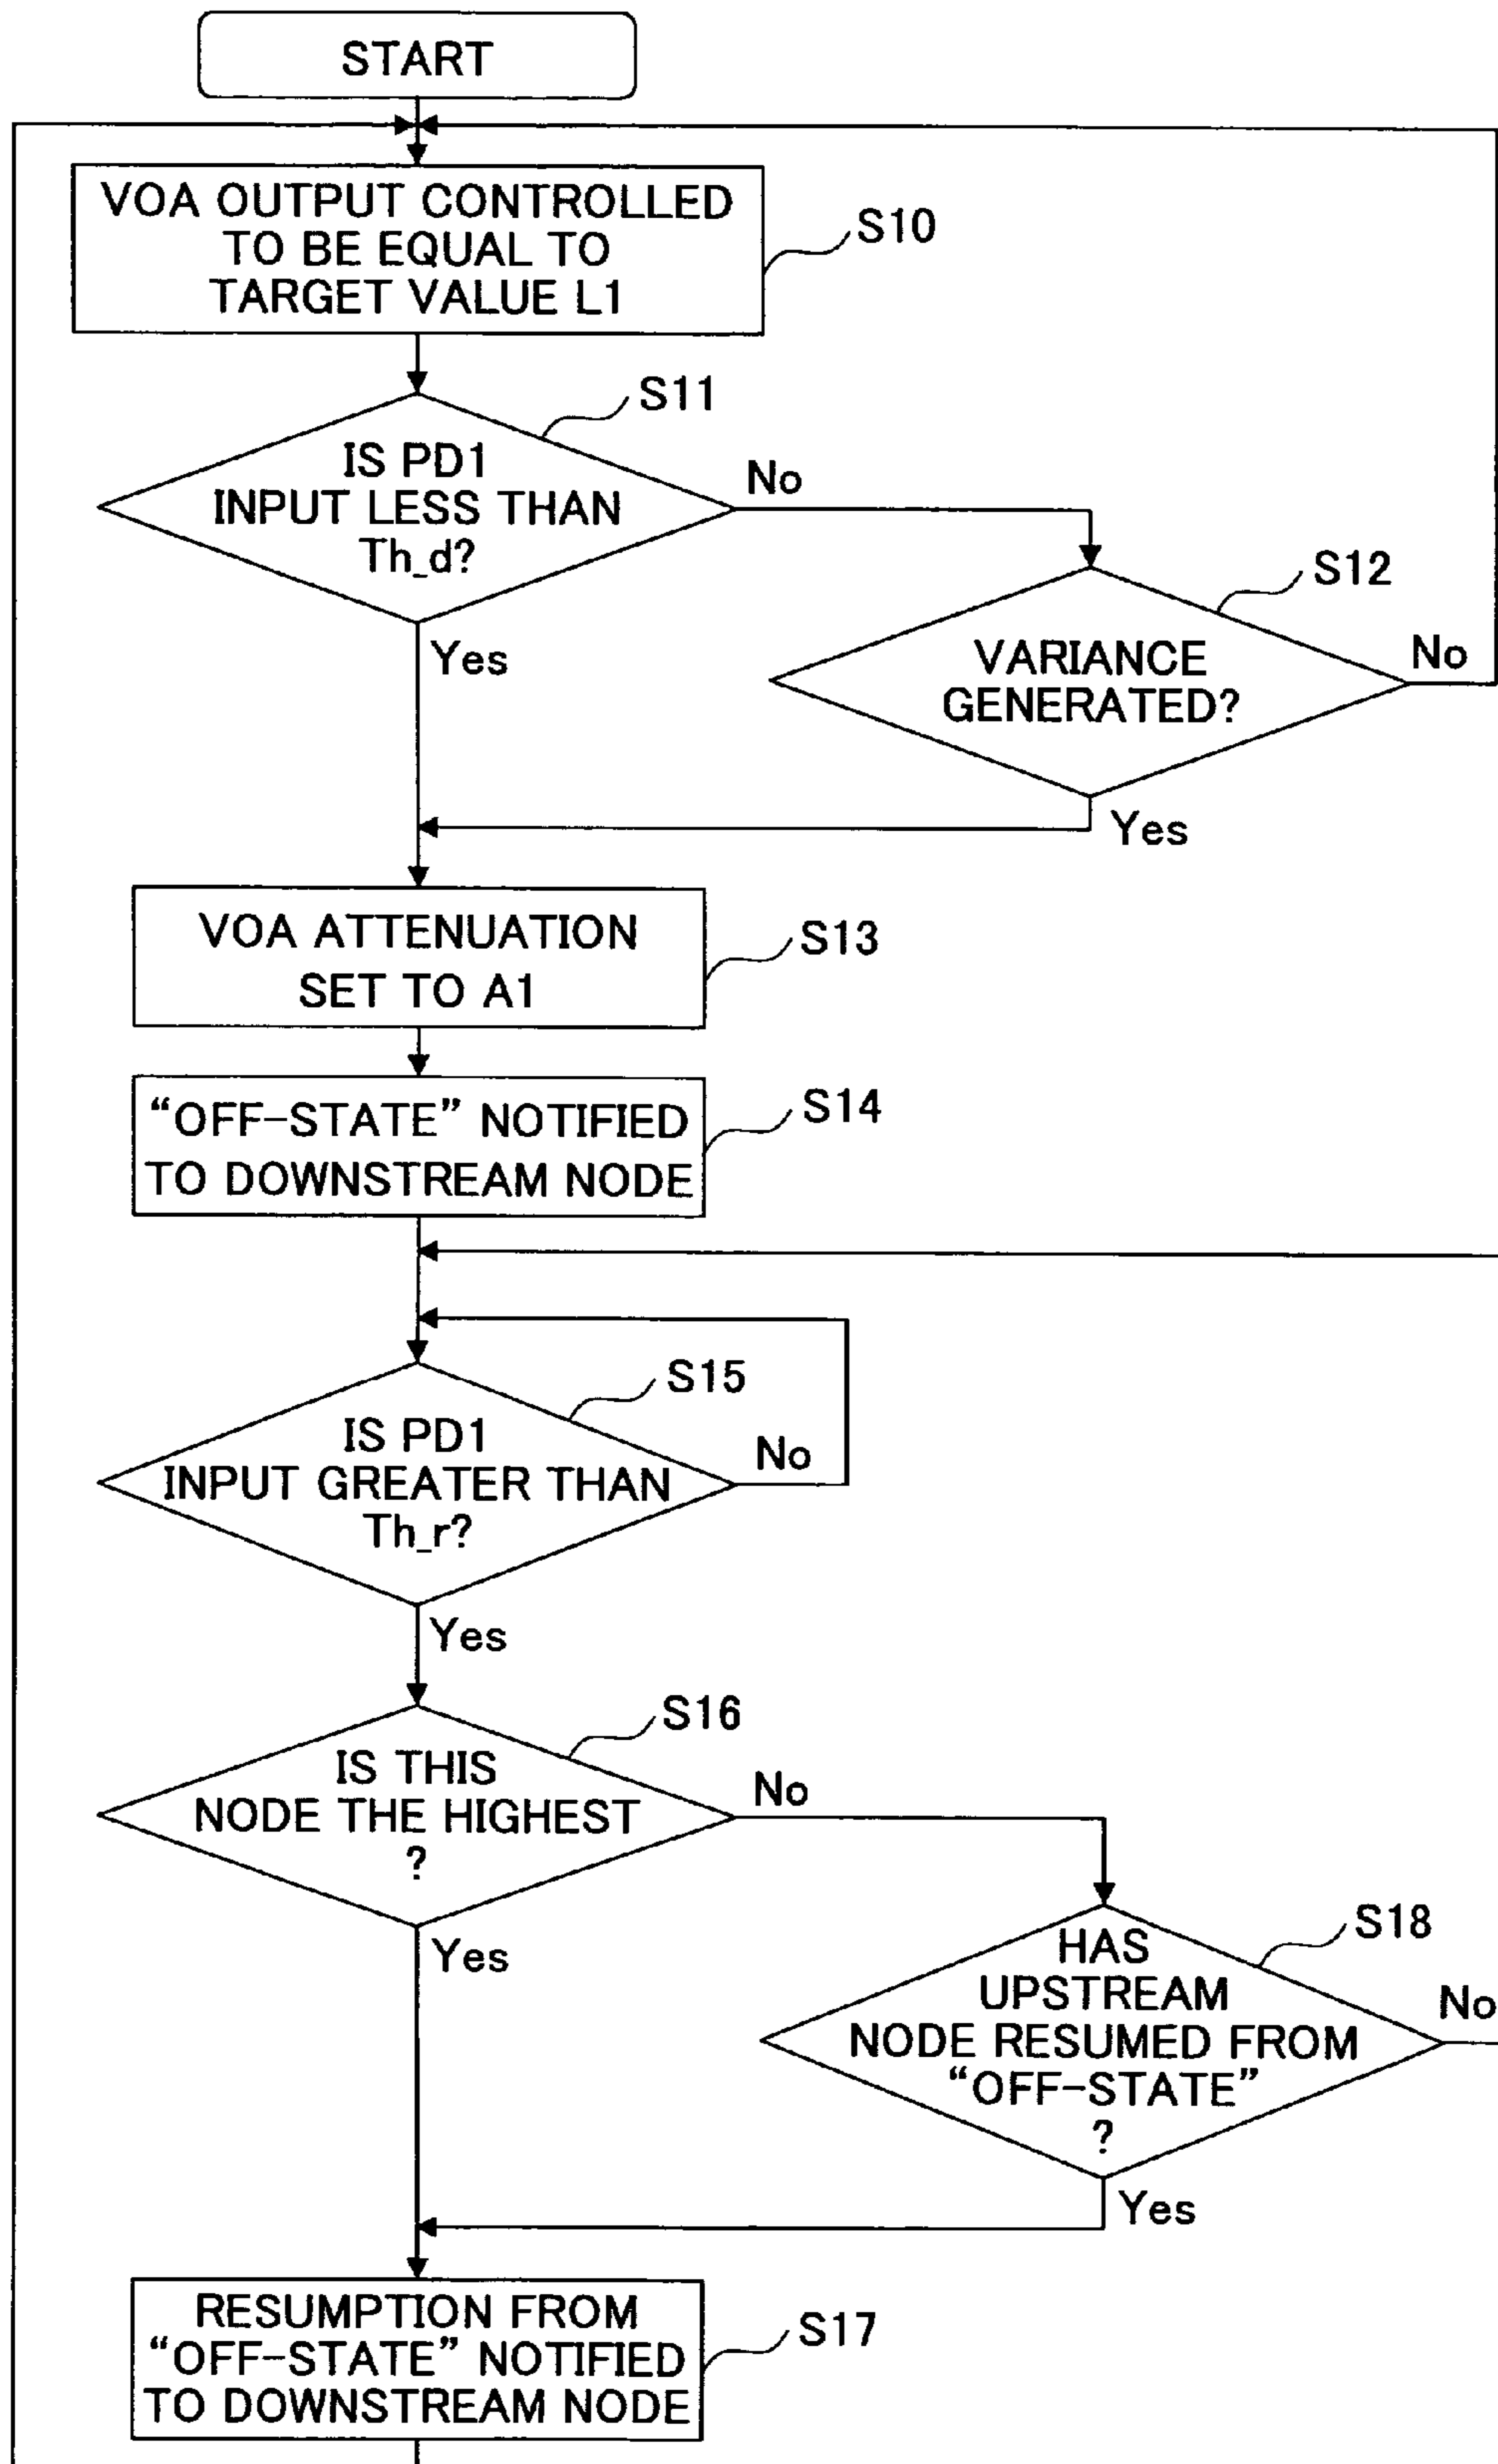 START
VOA OUTPUT CONTROLLED
TO BE EQUAL TO
TARGET VALUE L1
S10
S11
IS PD1
INPUT LESS THAN
Th_d?
No
Yes
S12
VARIANCE
GENERATED?
No
Yes
VOA ATTENUATION
SET TO A1
S13
“OFF-STATE” NOTIFIED
TO DOWNSTREAM NODE
S14
S15
IS PD1
INPUT GREATER THAN
Th_r?
No
Yes
S16
IS THIS
NODE THE HIGHEST
?
No
Yes
S18
HAS
UPSTREAM
NODE RESUMED FROM
“OFF-STATE”
?
No
Yes
RESUMPTION FROM
“OFF-STATE” NOTIFIED
TO DOWNSTREAM NODE
S17